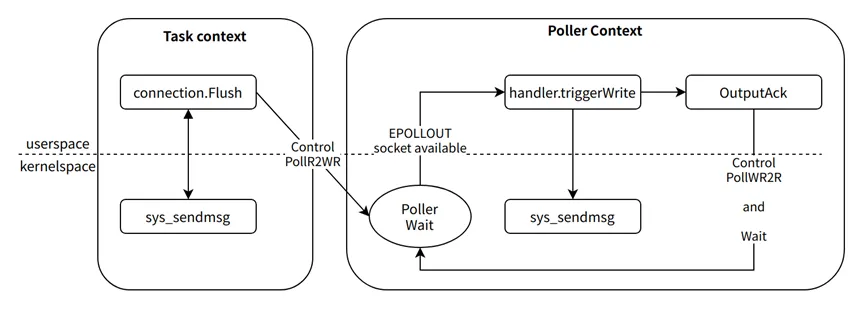 Task context
Poller Context
connection.Flush
handler.triggerWrite
OutputAck
EPOLLOUT
socket available
userspace
kernelspace
Control
PollR2WR
Control
PollWR2R
and
Wait
sys_sendmsg
Poller
Wait
sys_sendmsg